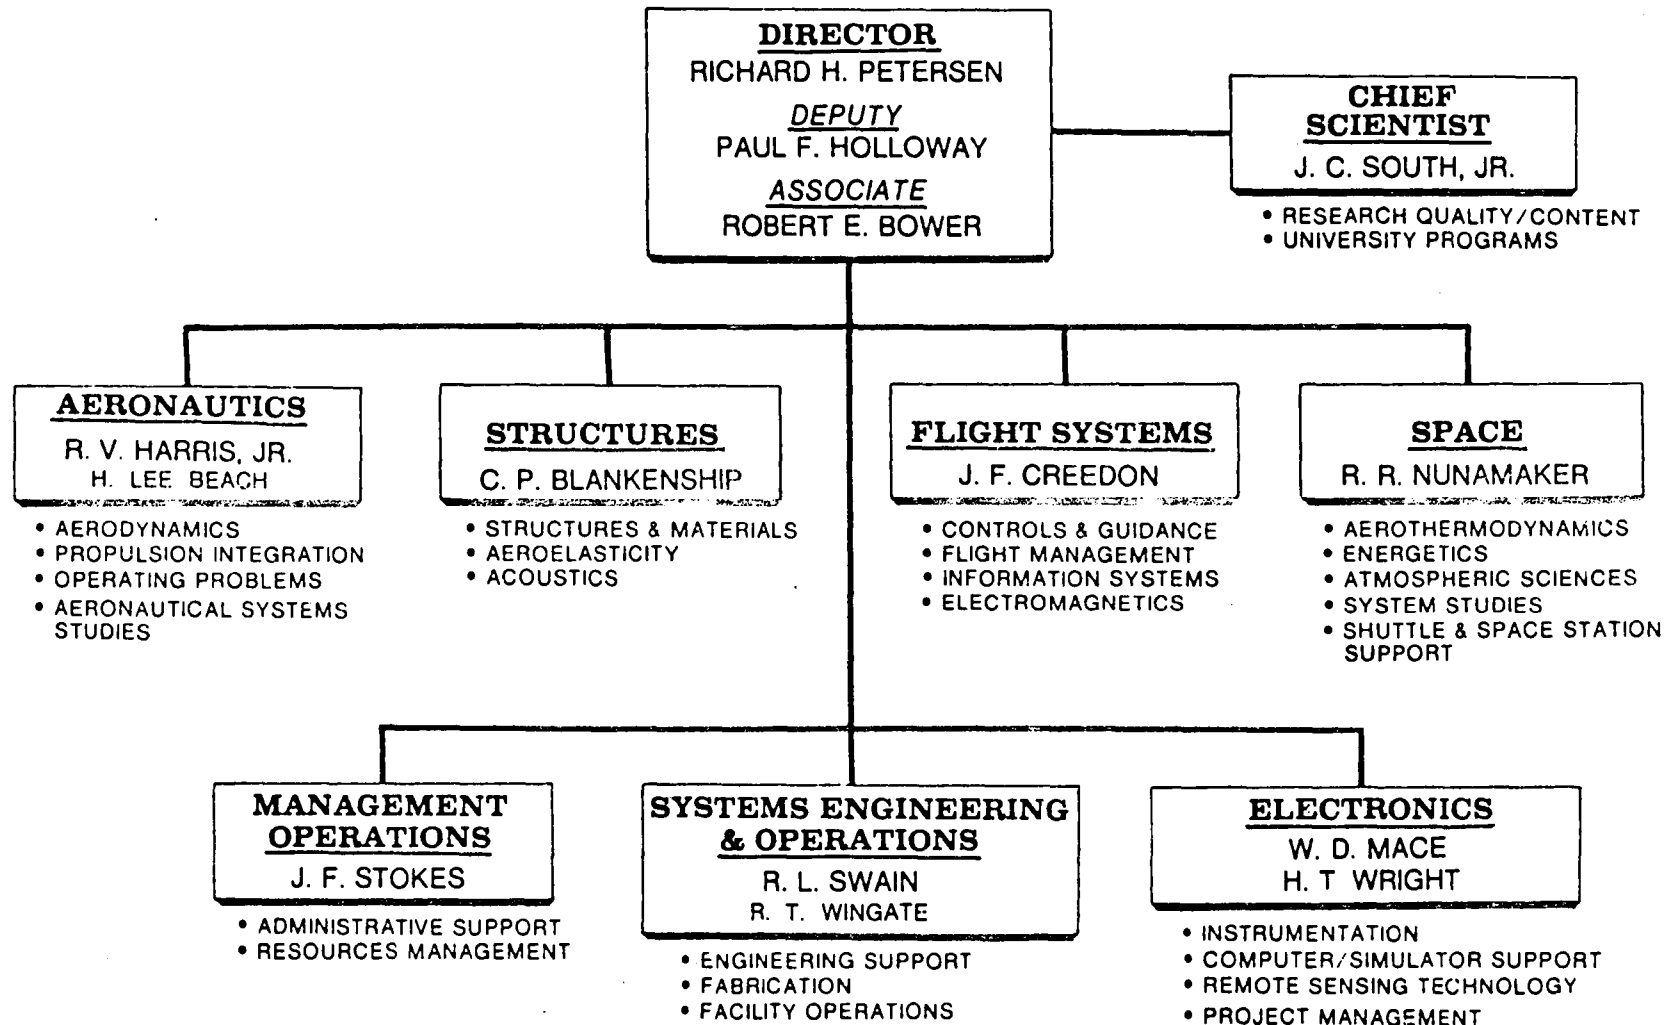 DIRECTOR
RICHARD H. PETERSEN
DEPUTY
PAUL F. HOLLOWAY
ASSOCIATE
ROBERT E. BOWER
CHIEF
SCIENTIST
J. C. SOUTH, JR.
• RESEARCH QUALITY/CONTENT
• UNIVERSITY PROGRAMS
AERONAUTICS
R. V. HARRIS, JR.
H. LEE BEACH
• AERODYNAMICS
• PROPULSION INTEGRATION
• OPERATING PROBLEMS
• AERONAUTICAL SYSTEMS
STUDIES
STRUCTURES
C. P. BLANKENSHIP
• STRUCTURES & MATERIALS
• AEROELASTICITY
• ACOUSTICS
FLIGHT SYSTEMS
J. F. CREEDON
• CONTROLS & GUIDANCE
• FLIGHT MANAGEMENT
• INFORMATION SYSTEMS
• ELECTROMAGNETICS
SPACE
R. R. NUNAMAKER
• AEROTHERMODYNAMICS
• ENERGETICS
• ATMOSPHERIC SCIENCES
• SYSTEM STUDIES
• SHUTTLE & SPACE STATION
SUPPORT
MANAGEMENT
OPERATIONS
J. F. STOKES
• ADMINISTRATIVE SUPPORT
• RESOURCES MANAGEMENT
SYSTEMS ENGINEERING
& OPERATIONS
R. L. SWAIN
R. T. WINGATE
• ENGINEERING SUPPORT
• FABRICATION
• FACILITY OPERATIONS
ELECTRONICS
W. D. MACE
H. T WRIGHT
• INSTRUMENTATION
• COMPUTER/SIMULATOR SUPPORT
• REMOTE SENSING TECHNOLOGY
• PROJECT MANAGEMENT